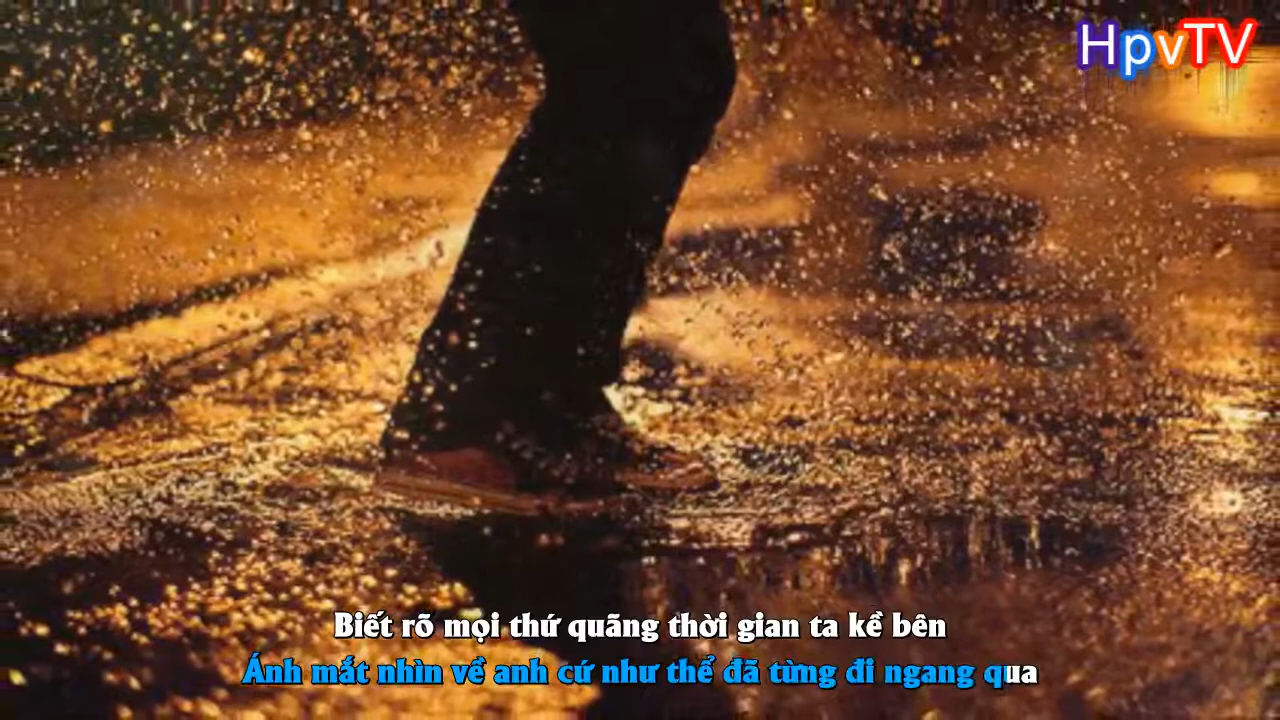 HpvTV
Biết rõ mọi thứ quãng thời gian ta kề bên
Ánh mắt nhìn về anh cứ như thể đã từng đi ngang qua